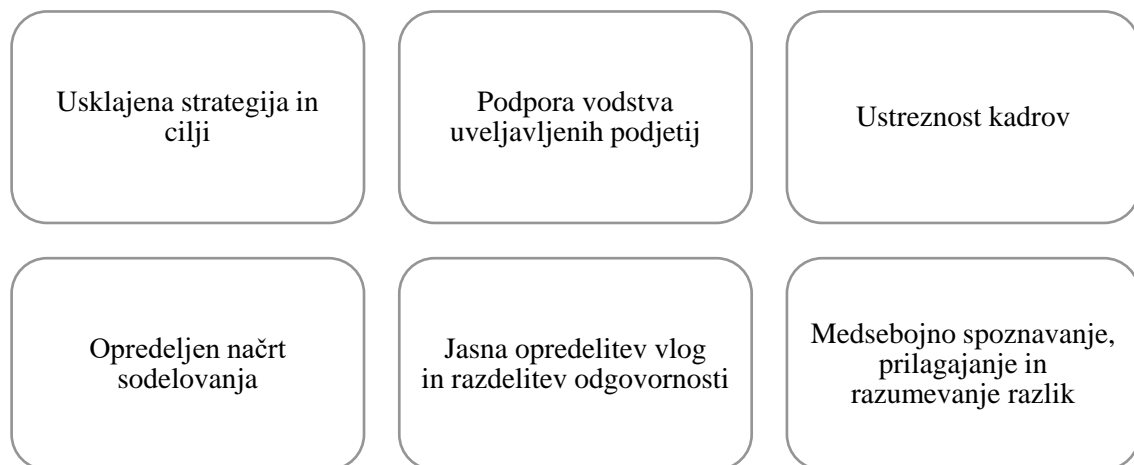 Usklajena strategija in
cilji
Podpora vodstva
uveljavljenih podjetij
Ustreznost kadrov
Opredeljen načrt
sodelovanja
Jasna opredelitev vlog
in razdelitev odgovornosti
Medsebojno spoznavanje,
prilagajanje in
razumevanje razlik